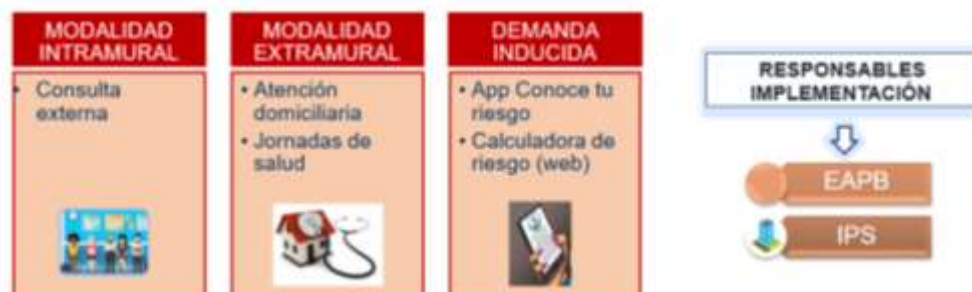 MODALIDAD
INTRAMURAL
• Consulta
externa
MODALIDAD
EXTRAMURAL
• Atención
domiciliaria
• Jornadas de
salud
DEMANDA
INDUCIDA
• App Conoce tu
riesgo
• Calculadora de
riesgo (web)
RESPONSABLES
IMPLEMENTACIÓN
EAPB
IPS